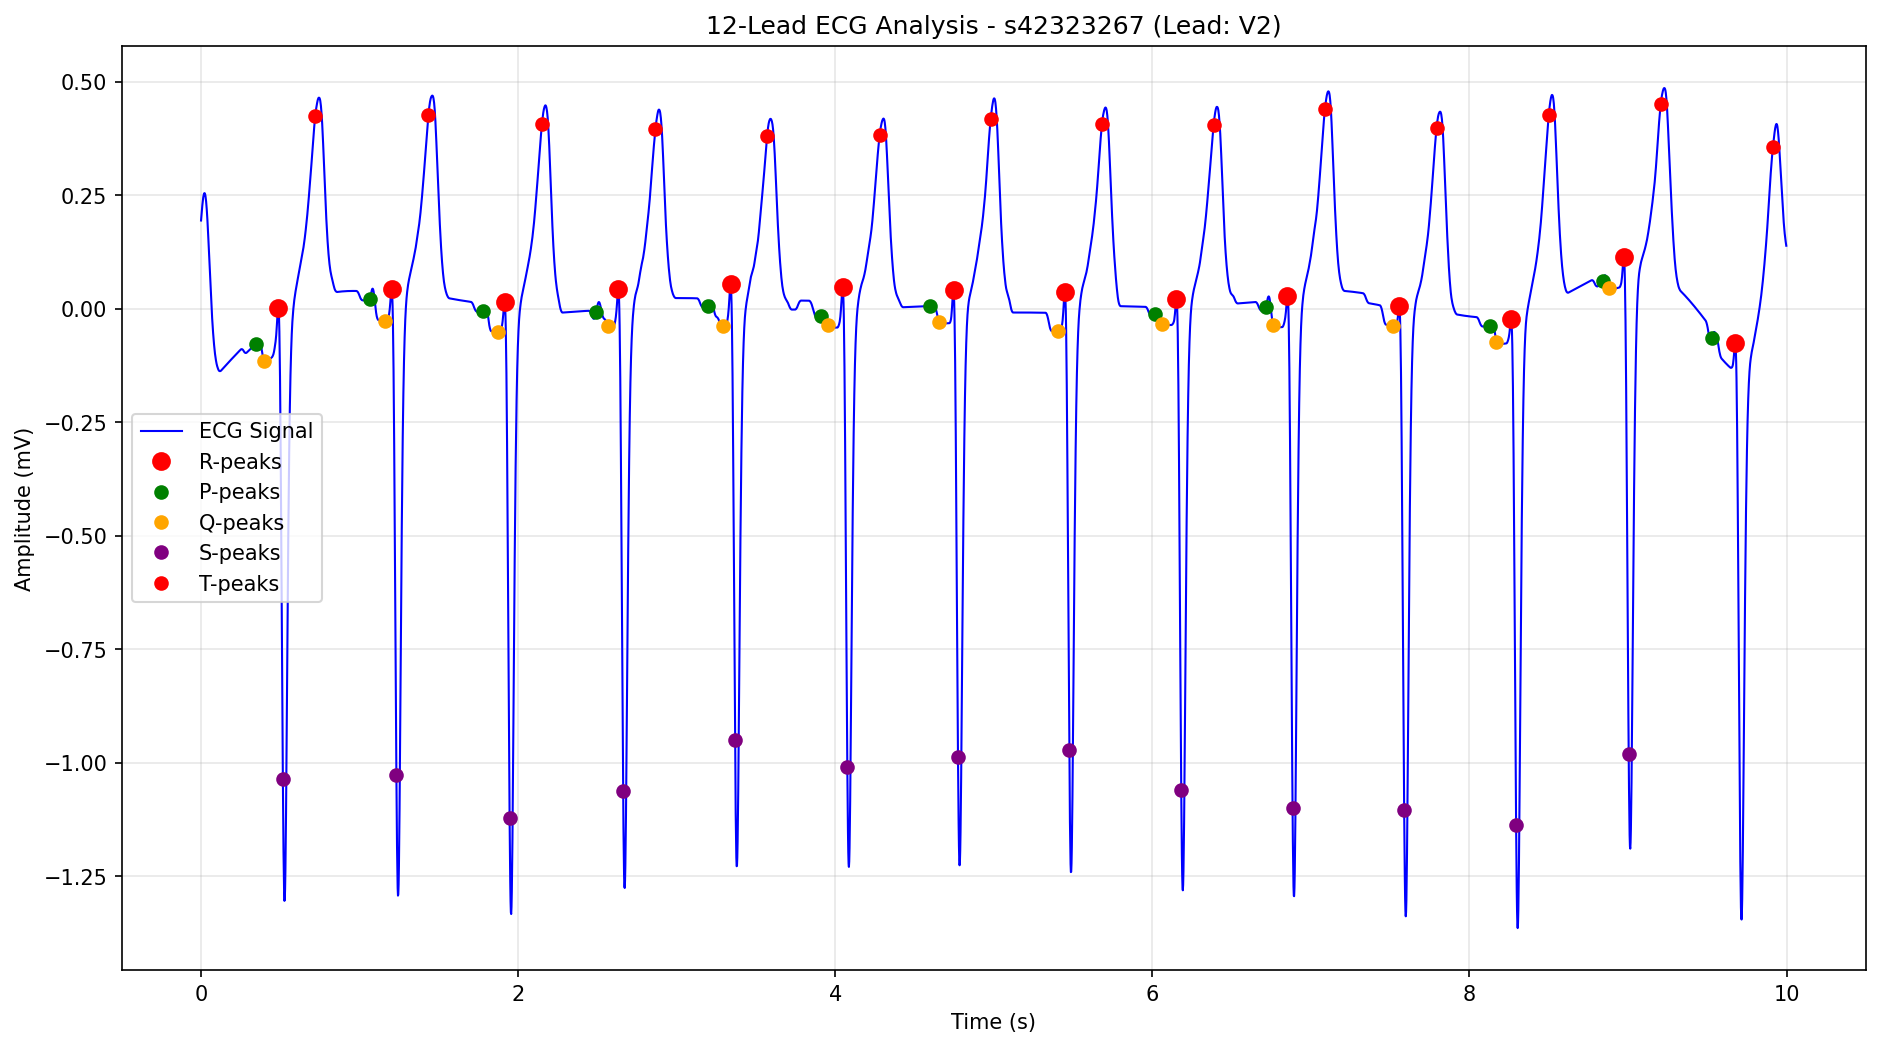 12-Lead ECG Analysis - s42323267 (Lead: V2)
Amplitude (mV)
0.50
0.25
0.00
−0.25
−0.50
−0.75
−1.00
−1.25
ECG Signal
R-peaks
P-peaks
Q-peaks
S-peaks
T-peaks
0 2 4 6 8 10
Time (s)